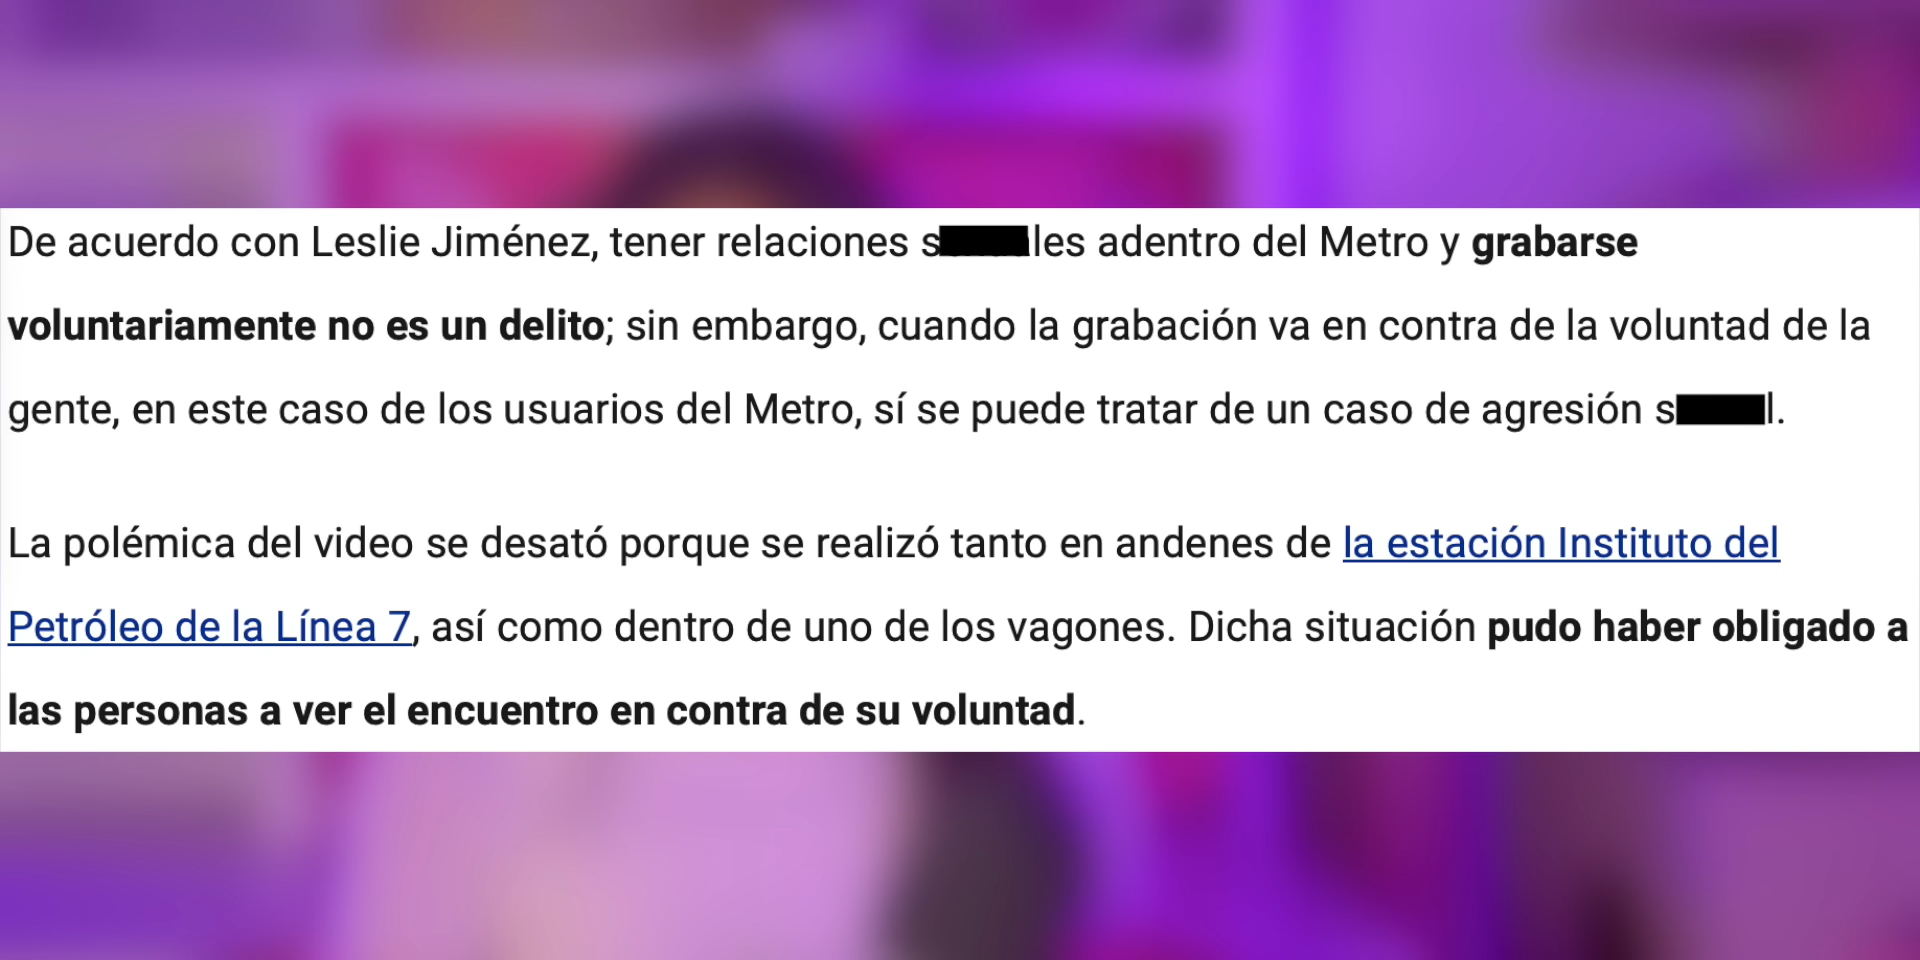 De acuerdo con Leslie Jiménez, tener relaciones s les adentro del Metro y grabarse
voluntariamente no es un delito; sin embargo, cuando la grabación va en contra de la voluntad de la
gente, en este caso de los usuarios del Metro, sí se puede tratar de un caso de agresión s l.
La polémica del video se desató porque se realizó tanto en andenes de la estación Instituto del
Petróleo de la Línea 7, así como dentro de uno de los vagones. Dicha situación pudo haber obligado a
las personas a ver el encuentro en contra de su voluntad.